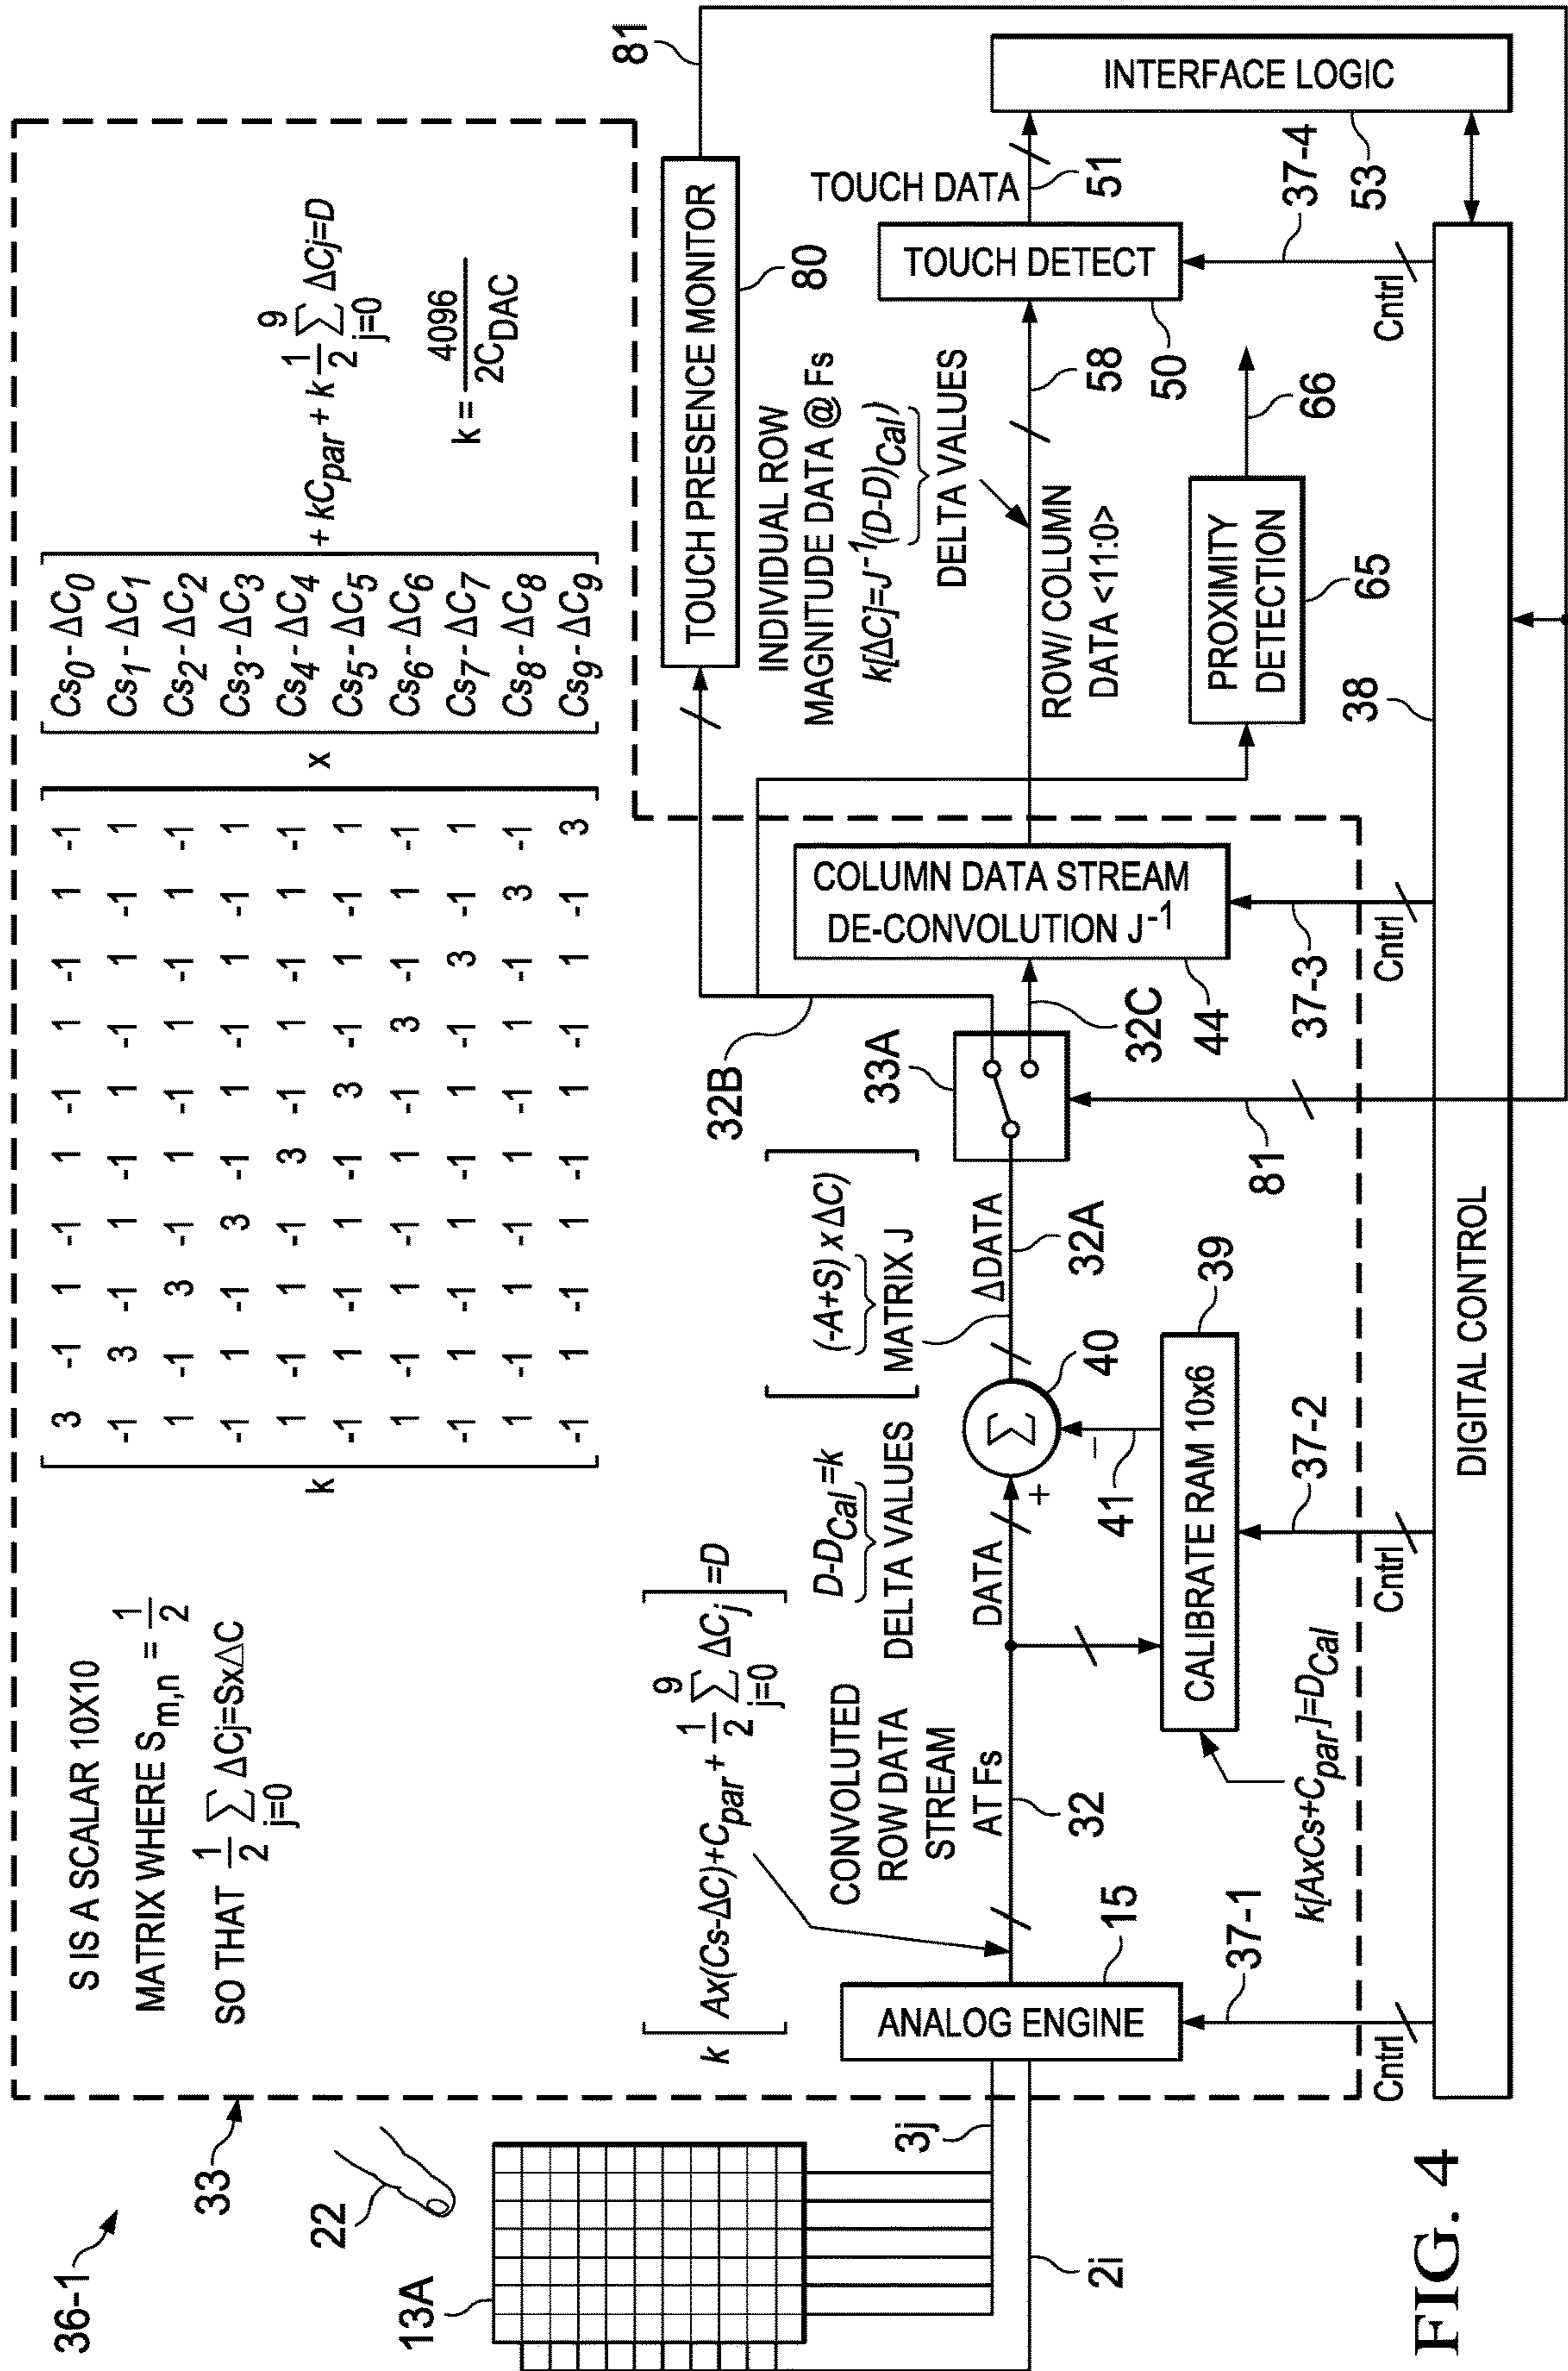 36-1
33
S IS A SCALAR 10X10
MATRIX WHERE S_{m,n} = 1/2
SO THAT 1/2 Σ_{j=0}^{9} ΔCj=SxΔC
k
3 -1 1 -1 1 -1 1 -1 1 -1
-1 3 -1 1 -1 1 -1 1 -1 1
1 -1 3 -1 1 -1 1 -1 1 -1
-1 1 -1 3 -1 1 -1 1 -1 1
1 -1 1 -1 3 -1 1 -1 1 -1
-1 1 -1 1 -1 3 -1 1 -1 1
1 -1 1 -1 1 -1 3 -1 1 -1
-1 1 -1 1 -1 1 -1 3 -1 1
1 -1 1 -1 1 -1 1 -1 3 -1
-1 1 -1 1 -1 1 -1 1 -1 3
x
Cs0-ΔC0
Cs1-ΔC1
Cs2-ΔC2
Cs3-ΔC3
Cs4-ΔC4
Cs5-ΔC5
Cs6-ΔC6
Cs7-ΔC7
Cs8-ΔC8
Cs9-ΔC9
+ kC_par + k 1/2 Σ_{j=0}^{9} ΔCj=D
k = 4096/2C_DAC
22
13A
3j
2i
k[Ax(Cs-ΔC)+C_par + 1/2 Σ_{j=0}^{9} ΔC_j]=D
ANALOG ENGINE
15
CONVOLUTED
ROW DATA
STREAM
AT Fs
32
DATA
D-D_Cal=k[(-A+S) x ΔC]
DELTA VALUES
MATRIX J
+
Σ
−
40
41
ΔDATA
32A
CALIBRATE RAM 10x6
39
k[AxCs+C_par]=D_Cal
33A
32B
32C
81
COLUMN DATA STREAM
DE-CONVOLUTION J^-1
44
TOUCH PRESENCE MONITOR
80
81
INDIVIDUAL ROW
MAGNITUDE DATA @ Fs
k[ΔC]=J^-1(D-D)_Cal)
DELTA VALUES
ROW/ COLUMN
DATA <11:0>
58
TOUCH DETECT
50
TOUCH DATA
51
INTERFACE LOGIC
53
PROXIMITY
DETECTION
65
66
37-1
Cntrl
37-2
Cntrl
37-3
Cntrl
37-4
Cntrl
DIGITAL CONTROL
38
FIG. 4